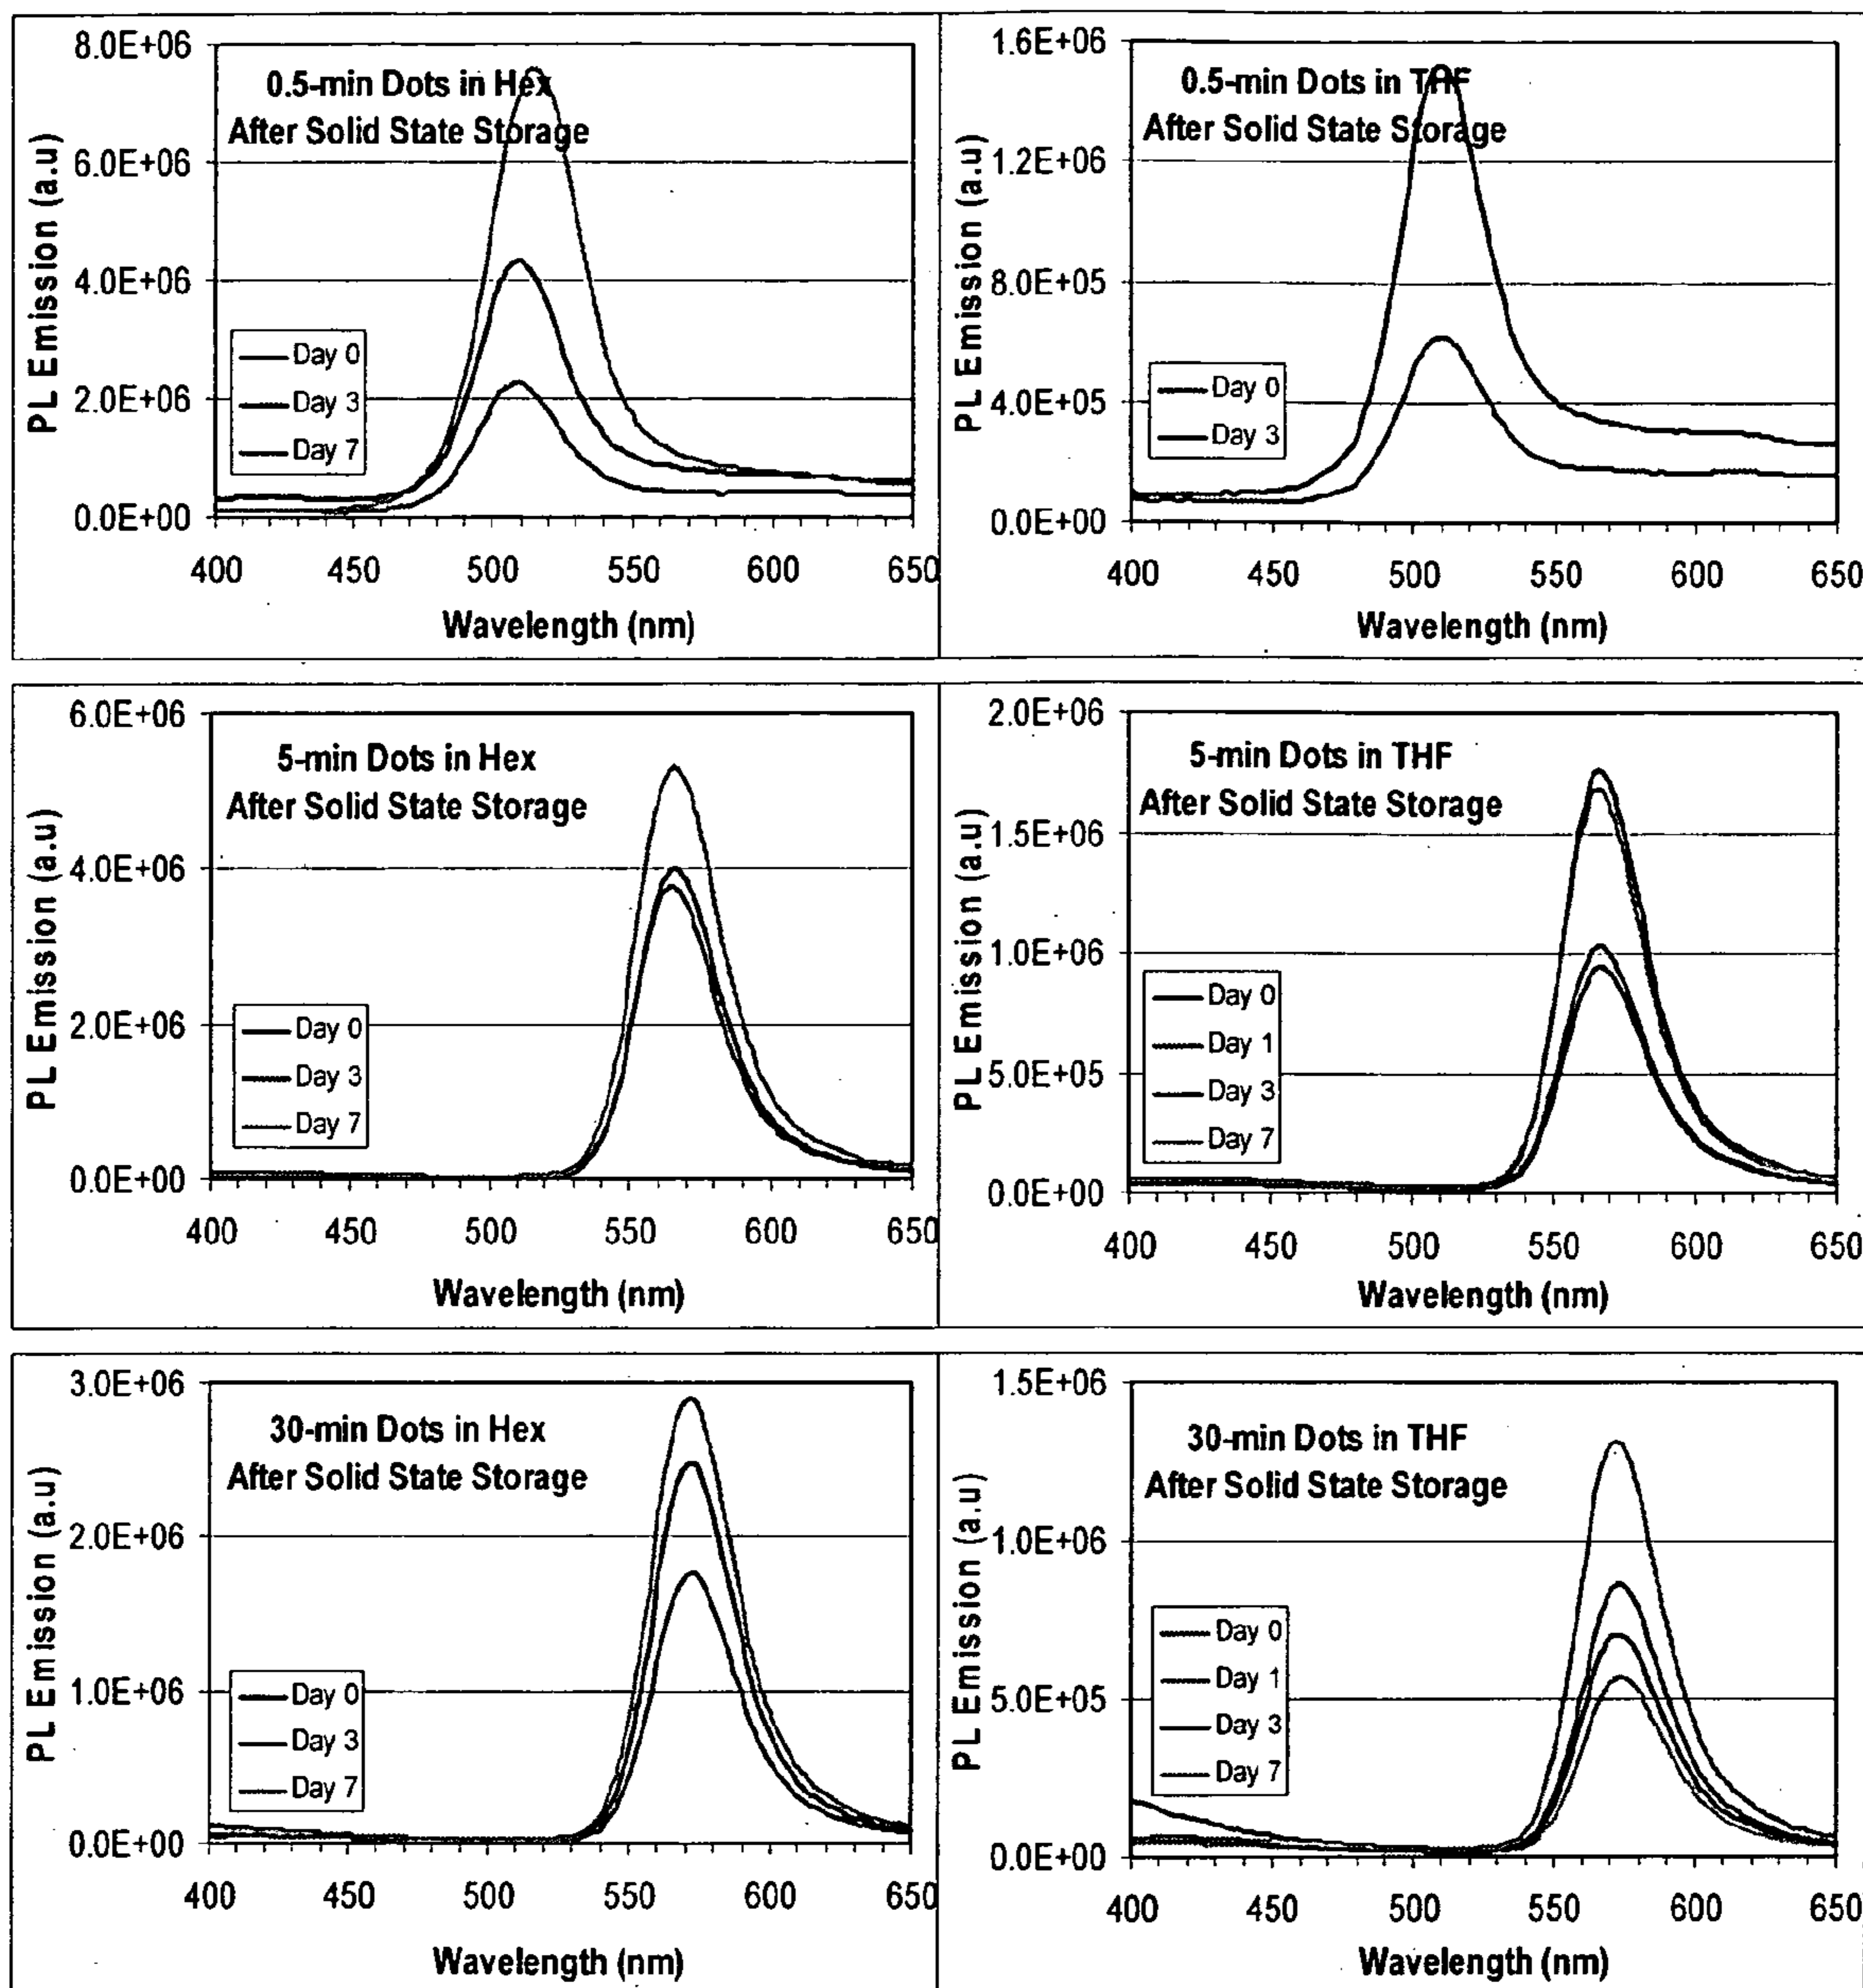 0.5-min Dots in Hex
After Solid State Storage
PL Emission (a.u)
8.0E+06
6.0E+06
4.0E+06
2.0E+06
0.0E+00
Day 0
Day 3
Day 7
400 450 500 550 600 650
Wavelength (nm)
0.5-min Dots in THF
After Solid State Storage
PL Emission (a.u)
1.6E+06
1.2E+06
8.0E+05
4.0E+05
0.0E+00
Day 0
Day 3
400 450 500 550 600 650
Wavelength (nm)
5-min Dots in Hex
After Solid State Storage
PL Emission (a.u)
6.0E+06
4.0E+06
2.0E+06
0.0E+00
Day 0
Day 3
Day 7
400 450 500 550 600 650
Wavelength (nm)
5-min Dots in THF
After Solid State Storage
PL Emission (a.u)
2.0E+06
1.5E+06
1.0E+06
5.0E+05
0.0E+00
Day 0
Day 1
Day 3
Day 7
400 450 500 550 600 650
Wavelength (nm)
30-min Dots in Hex
After Solid State Storage
PL Emission (a.u)
3.0E+06
2.0E+06
1.0E+06
0.0E+00
Day 0
Day 3
Day 7
400 450 500 550 600 650
Wavelength (nm)
30-min Dots in THF
After Solid State Storage
PL Emission (a.u)
1.5E+06
1.0E+06
5.0E+05
0.0E+00
Day 0
Day 1
Day 3
Day 7
400 450 500 550 600 650
Wavelength (nm)